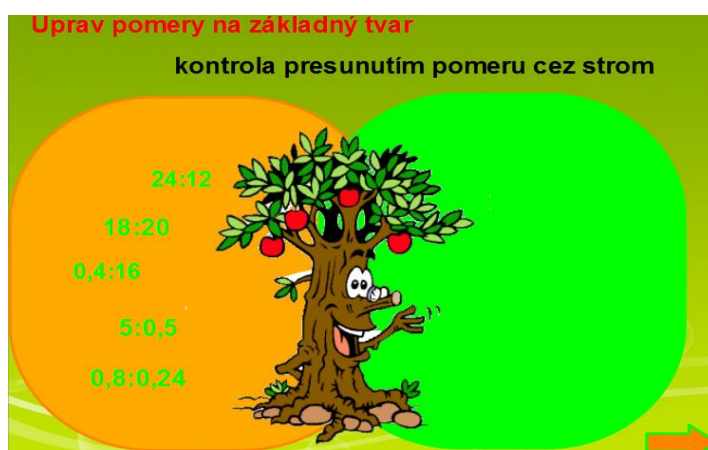 Uprav pomery na základný tvar
kontrola presunutím pomeru cez strom
24:12
18:20
0,4:16
5:0,5
0,8:0,24